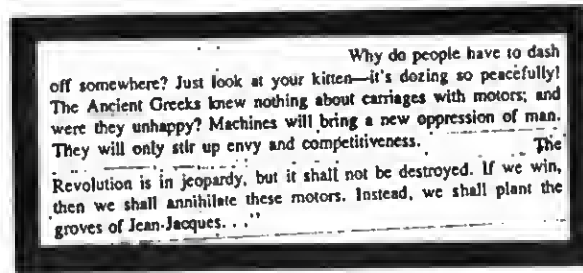 Why do people have to dash
off somewhere? Just look at your kitten—it's dozing so peacefully!
The Ancient Greeks knew nothing about carriages with motors; and
were they unhappy? Machines will bring a new oppression of man.
They will only stir up envy and competitiveness. The
Revolution is in jeopardy, but it shall not be destroyed. If we win,
then we shall annihilate these motors. Instead, we shall plant the
groves of Jean-Jacques. . ."